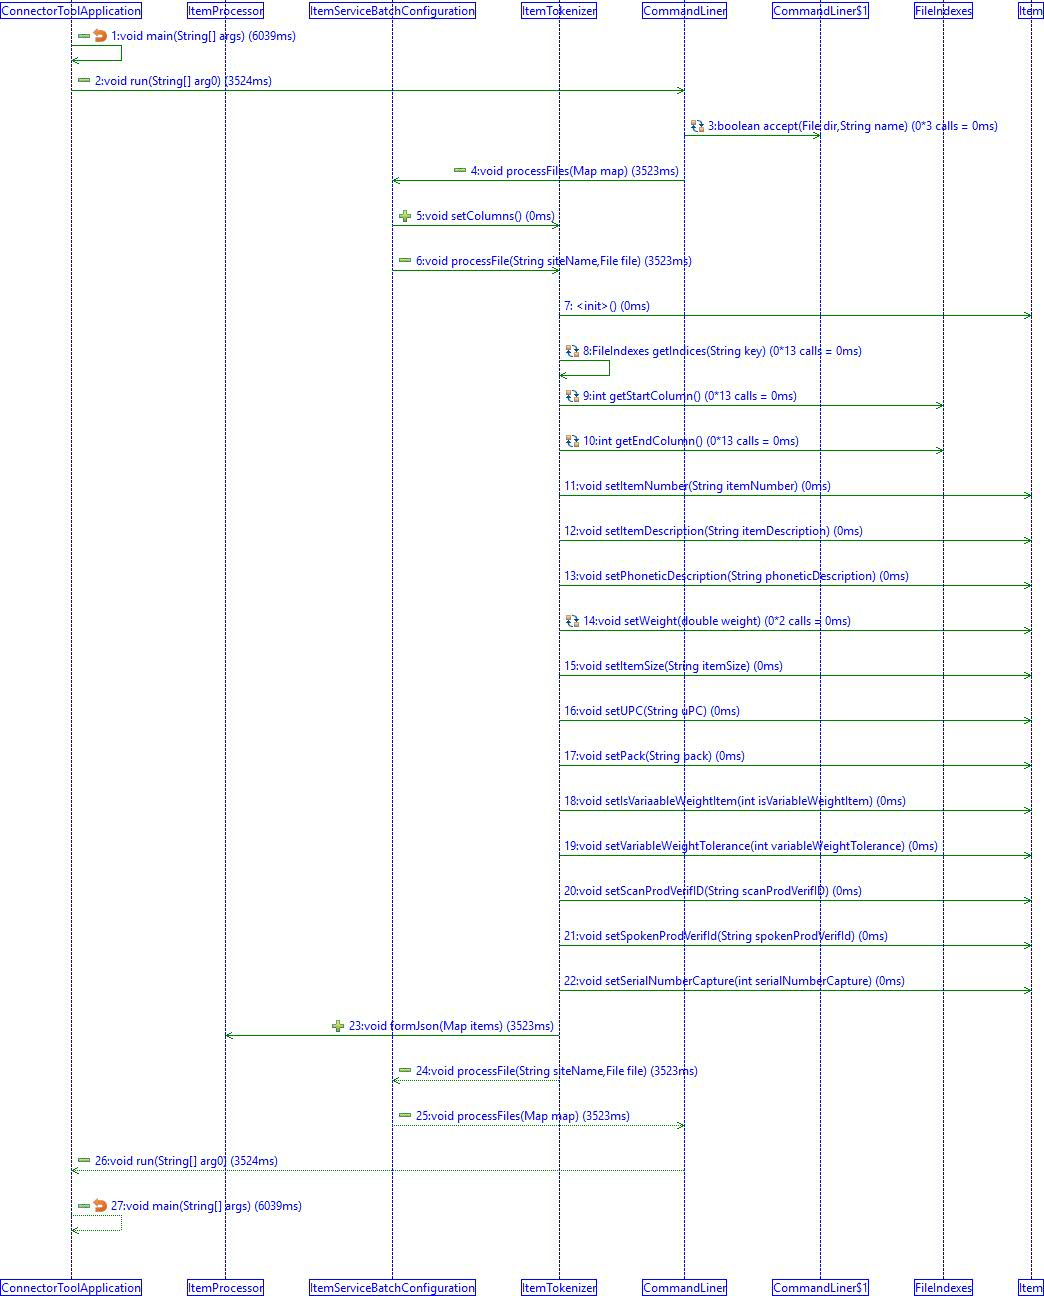 ConnectorToolApplication ItemProcessor ItemServiceBatchConfiguration ItemTokenizer CommandLiner CommandLiner$1 FileIndexes Item
1:void main(String[] args) (6039ms)
2:void run(String[] arg0) (3524ms)
3:boolean accept(File dir,String name) (0*3 calls = 0ms)
4:void processFiles(Map map) (3523ms)
5:void setColumns() (0ms)
6:void processFile(String siteName,File file) (3523ms)
7: <init>() (0ms)
8:FileIndexes getIndices(String key) (0*13 calls = 0ms)
9:int getStartColumn() (0*13 calls = 0ms)
10:int getEndColumn() (0*13 calls = 0ms)
11:void setItemNumber(String itemNumber) (0ms)
12:void setItemDescription(String itemDescription) (0ms)
13:void setPhoneticDescription(String phoneticDescription) (0ms)
14:void setWeight(double weight) (0*2 calls = 0ms)
15:void setItemSize(String itemSize) (0ms)
16:void setUPC(String uPC) (0ms)
17:void setPack(String pack) (0ms)
18:void setIsVariaableWeightItem(int isVariableWeightItem) (0ms)
19:void setVariableWeightTolerance(int variableWeightTolerance) (0ms)
20:void setScanProdVerifID(String scanProdVerifID) (0ms)
21:void setSpokenProdVerifId(String spokenProdVerifId) (0ms)
22:void setSerialNumberCapture(int serialNumberCapture) (0ms)
23:void formJson(Map items) (3523ms)
24:void processFile(String siteName,File file) (3523ms)
25:void processFiles(Map map) (3523ms)
26:void run(String[] arg0) (3524ms)
27:void main(String[] args) (6039ms)
ConnectorToolApplication ItemProcessor ItemServiceBatchConfiguration ItemTokenizer CommandLiner CommandLiner$1 FileIndexes Item